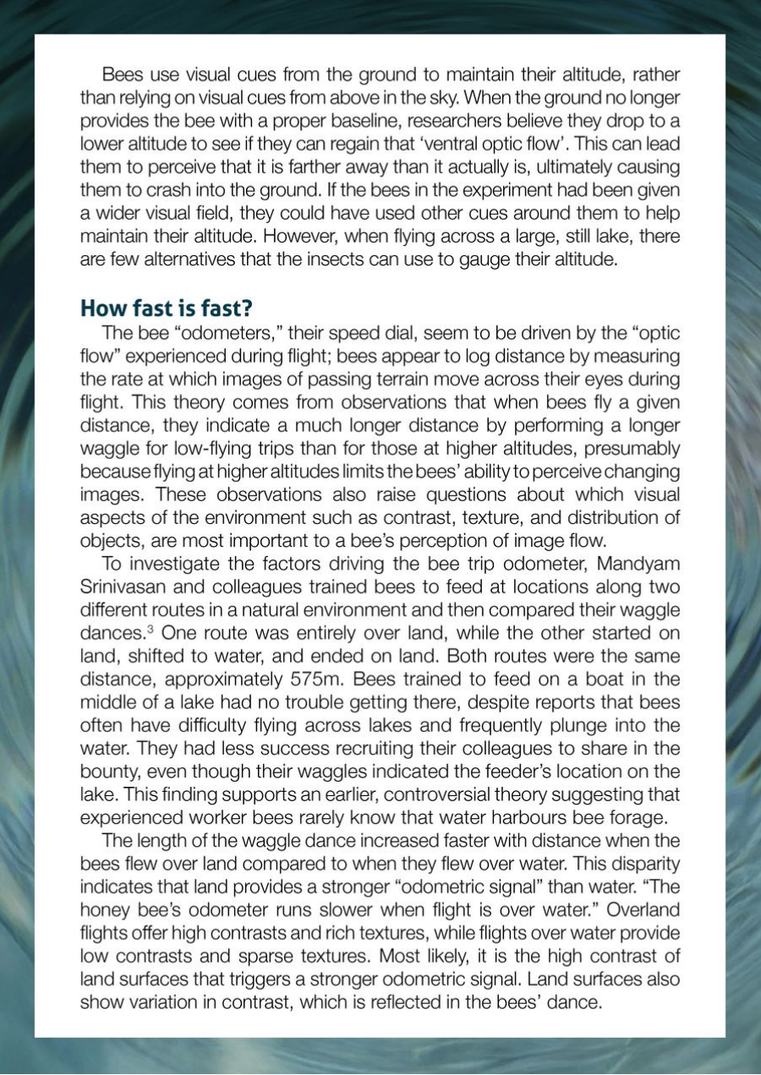 Bees use visual cues from the ground to maintain their altitude, rather
than relying on visual cues from above in the sky. When the ground no longer
provides the bee with a proper baseline, researchers believe they drop to a
lower altitude to see if they can regain that ‘ventral optic flow’. This can lead
them to perceive that it is farther away than it actually is, ultimately causing
them to crash into the ground. If the bees in the experiment had been given
a wider visual field, they could have used other cues around them to help
maintain their altitude. However, when flying across a large, still lake, there
are few alternatives that the insects can use to gauge their altitude.
How fast is fast?
The bee “odometers,” their speed dial, seem to be driven by the “optic
flow” experienced during flight; bees appear to log distance by measuring
the rate at which images of passing terrain move across their eyes during
flight. This theory comes from observations that when bees fly a given
distance, they indicate a much longer distance by performing a longer
waggle for low-flying trips than for those at higher altitudes, presumably
because flying at higher altitudes limits the bees’ ability to perceive changing
images. These observations also raise questions about which visual
aspects of the environment such as contrast, texture, and distribution of
objects, are most important to a bee’s perception of image flow.
To investigate the factors driving the bee trip odometer, Mandyam
Srinivasan and colleagues trained bees to feed at locations along two
different routes in a natural environment and then compared their waggle
dances.³ One route was entirely over land, while the other started on
land, shifted to water, and ended on land. Both routes were the same
distance, approximately 575m. Bees trained to feed on a boat in the
middle of a lake had no trouble getting there, despite reports that bees
often have difficulty flying across lakes and frequently plunge into the
water. They had less success recruiting their colleagues to share in the
bounty, even though their waggles indicated the feeder’s location on the
lake. This finding supports an earlier, controversial theory suggesting that
experienced worker bees rarely know that water harbours bee forage.
The length of the waggle dance increased faster with distance when the
bees flew over land compared to when they flew over water. This disparity
indicates that land provides a stronger “odometric signal” than water. “The
honey bee’s odometer runs slower when flight is over water.” Overland
flights offer high contrasts and rich textures, while flights over water provide
low contrasts and sparse textures. Most likely, it is the high contrast of
land surfaces that triggers a stronger odometric signal. Land surfaces also
show variation in contrast, which is reflected in the bees’ dance.